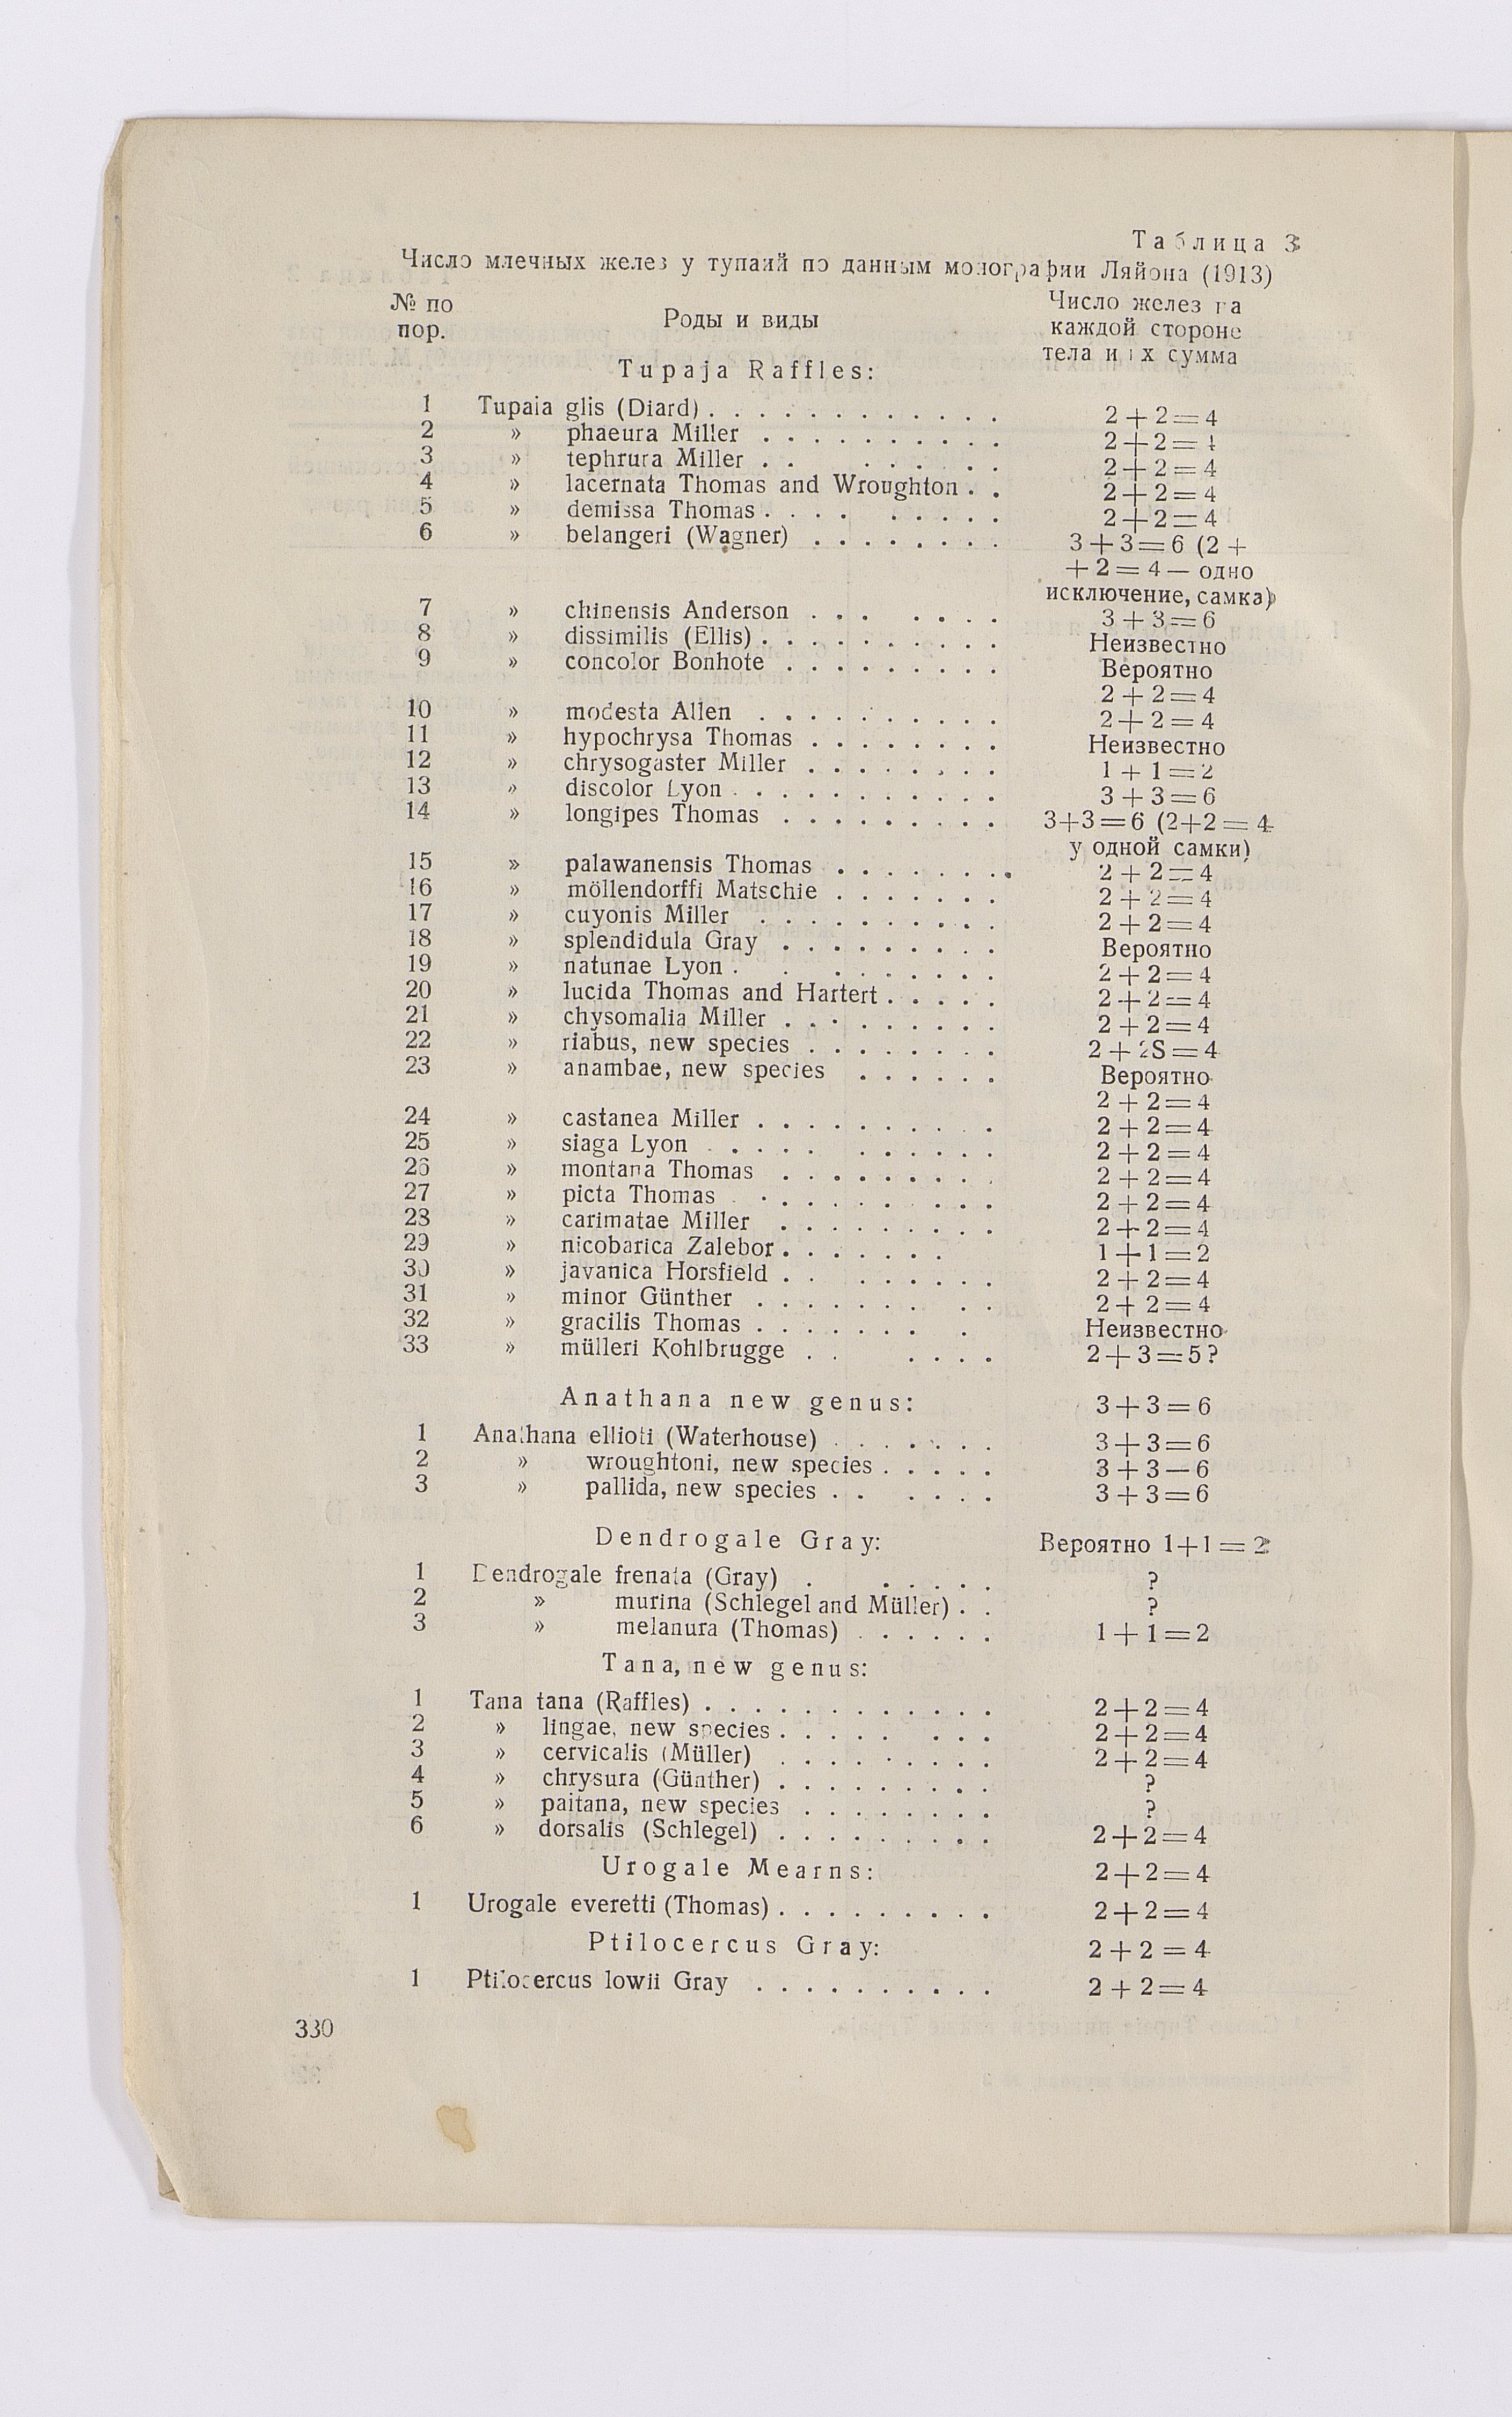 Таблица 3
Число млечных желез у тупаий по данным монографии Ляйона (1913)
№ по пор. Роды и виды Число желез на каждой стороне тела и их сумма
Tupaja Raffles:
1 Tupaia glis (Diard) . . . . . . . . . . . . 2+2=4
2 » phaeura Miller . . . . . . . . . . 2+2=4
3 » tephrura Miller . . . . . . . . 2+2=4
4 » lacernata Thomas and Wroughton . . 2+2=4
5 » demissa Thomas . . . . . . . . . 2+2=4
6 » belangeri (Wagner) . . . . . . . . 3+3=6 (2+
+2=4 — одно
исключение, самка)
7 » chinensis Anderson . . . . . . . 3+3=6
8 » dissimilis (Ellis) . . . . . . . . . . Неизвестно
9 » concolor Bonhote . . . . . . . . . Вероятно
2+2=4
10 » modesta Allen . . . . . . . . . . 2+2=4
11 » hypochrysa Thomas . . . . . . . . Неизвестно
12 » chrysogaster Miller . . . . . . . . 1+1=2
13 » discolor Lyon . . . . . . . . . . . 3+3=6
14 » longipes Thomas . . . . . . . . . 3+3=6 (2+2=4
у одной самки)
15 » palawanensis Thomas . . . . . . . . 2+2=4
16 » möllendorffi Matschie . . . . . . . 2+2=4
17 » cuyonis Miller . . . . . . . . . . 2+2=4
18 » splendidula Gray . . . . . . . . . Вероятно
19 » natunae Lyon . . . . . . . . . 2+2=4
20 » lucida Thomas and Hartert . . . . . 2+2=4
21 » chysomalia Miller . . . . . . . . . 2+2=4
22 » riabus, new species . . . . . . . . 2+2S=4
23 » anambae, new species . . . . . . Вероятно
2+2=4
24 » castanea Miller . . . . . . . . . . 2+2=4
25 » siaga Lyon . . . . . . . . . . . 2+2=4
26 » montana Thomas . . . . . . . . . 2+2=4
27 » picta Thomas . . . . . . . . . . 2+2=4
28 » carimatae Miller . . . . . . . . . 2+2=4
29 » nicobarica Zalebor . . . . . . . 1+1=2
30 » javanica Horsfield . . . . . . . . 2+2=4
31 » minor Günther . . . . . . . . . 2+2=4
32 » gracilis Thomas . . . . . . . . Неизвестно
33 » mülleri Kohlbrugge . . . . . . 2+3=5?
Anathana new genus: 3+3=6
1 Anathana ellioti (Waterhouse) . . . . . . . 3+3=6
2 » wroughtoni, new species . . . . . 3+3—6
3 » pallida, new species . . . . . . 3+3=6
Dendrogale Gray: Вероятно 1+1=2
1 Dendrogale frenata (Gray) . . . . . . ?
2 » murina (Schlegel and Müller) . . ?
3 » melanura (Thomas) . . . . . . 1+1=2
Tana, new genus:
1 Tana tana (Raffles) . . . . . . . . . . . . 2+2=4
2 » lingae, new species . . . . . . . . 2+2=4
3 » cervicalis (Müller) . . . . . . . . . 2+2=4
4 » chrysura (Günther) . . . . . . . . . ?
5 » paitana, new species . . . . . . . . ?
6 » dorsalis (Schlegel) . . . . . . . . . 2+2=4
Urogale Mearns: 2+2=4
1 Urogale everetti (Thomas) . . . . . . . . . 2+2=4
Ptilocercus Gray: 2+2=4
1 Ptilocercus lowii Gray . . . . . . . . . . 2+2=4
330